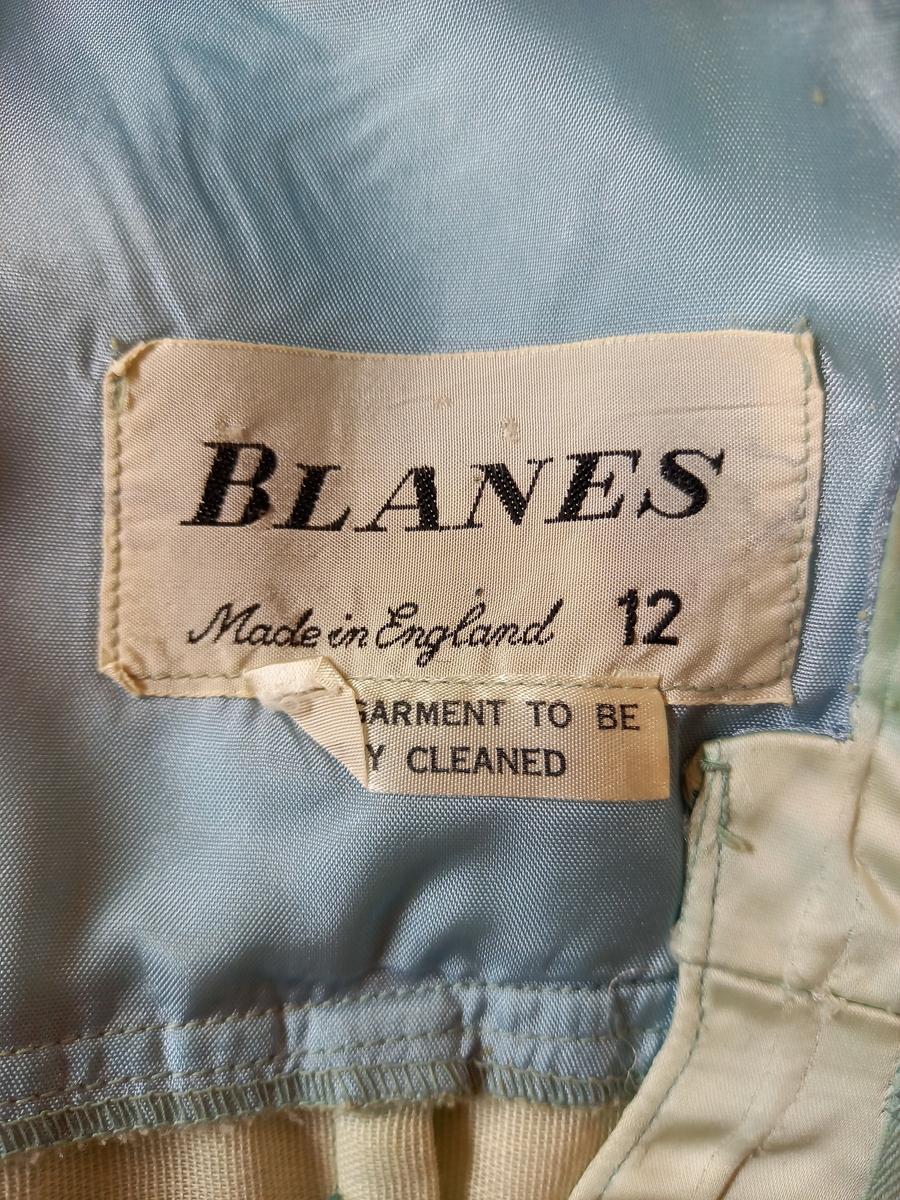 BLANES
Made in England 12
GARMENT TO BE
Y CLEANED